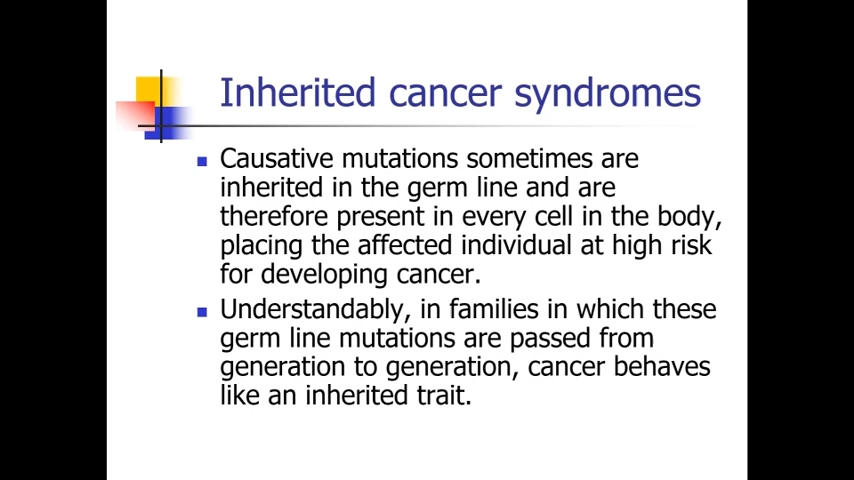 Inherited cancer syndromes
Causative mutations sometimes are
inherited in the germ line and are
therefore present in every cell in the body,
placing the affected individual at high risk
for developing cancer.
Understandably, in families in which these
germ line mutations are passed from
generation to generation, cancer behaves
like an inherited trait.